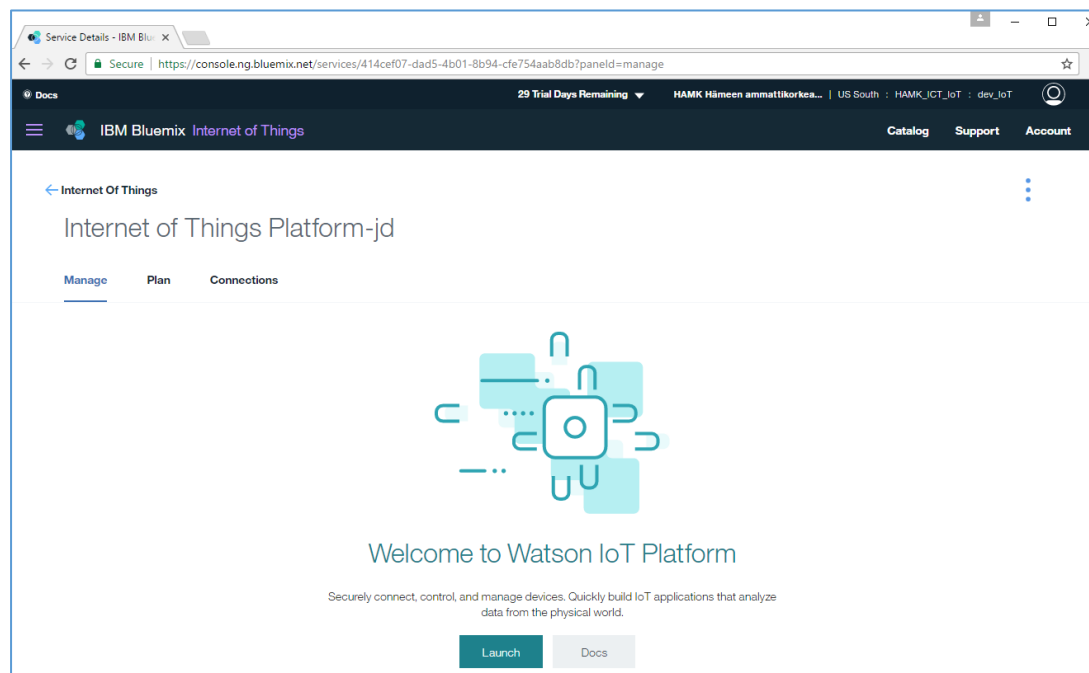 Service Details - IBM Blu
Secure | https://console.ng.bluemix.net/services/414cef07-dad5-4b01-8b94-cfe754aab8db?paneId=manage
Docs 29 Trial Days Remaining HAMK Hämeen ammattikorkea... | US South : HAMK_ICT_IoT : dev_IoT
IBM Bluemix Internet of Things Catalog Support Account
Internet Of Things
Internet of Things Platform-jd
Manage Plan Connections
Welcome to Watson IoT Platform
Securely connect, control, and manage devices. Quickly build IoT applications that analyze
data from the physical world.
Launch Docs